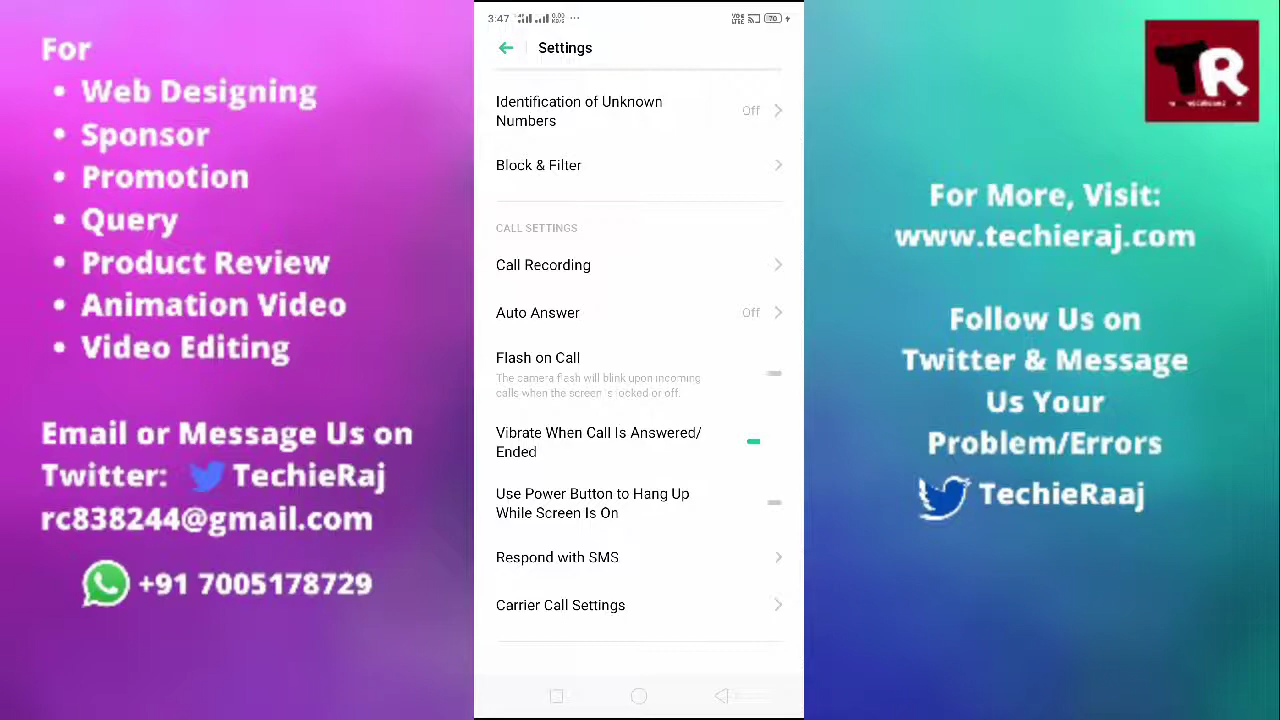 For
• Web Designing
• Sponsor
• Promotion
• Query
• Product Review
• Animation Video
• Video Editing
Email or Message Us on
Twitter: TechieRaj
rc838244@gmail.com
+91 7005178729
3:47
70
Settings
Identification of Unknown
Numbers
Off
Block & Filter
CALL SETTINGS
Call Recording
Auto Answer
Off
Flash on Call
The camera flash will blink upon incoming
calls when the screen is locked or off.
Vibrate When Call Is Answered/
Ended
Use Power Button to Hang Up
While Screen Is On
Respond with SMS
Carrier Call Settings
TR
For More, Visit:
www.techieraj.com
Follow Us on
Twitter & Message
Us Your
Problem/Errors
TechieRaaj